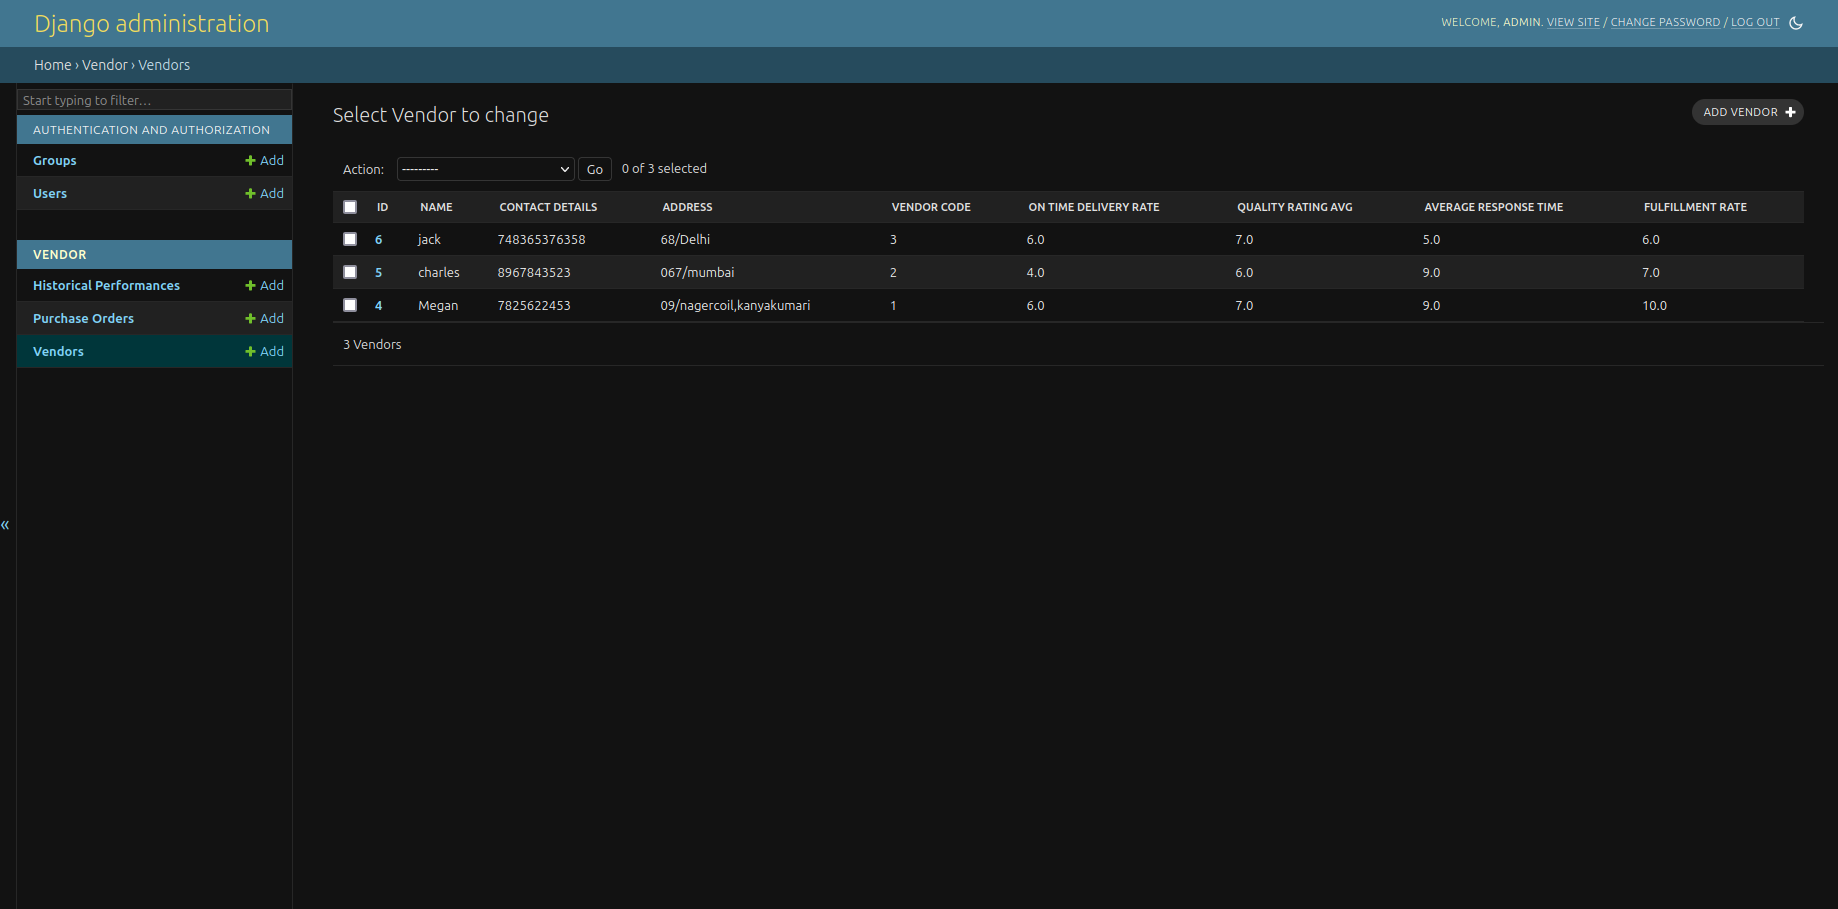 Django administration
WELCOME, ADMIN. VIEW SITE / CHANGE PASSWORD / LOG OUT
Home › Vendor › Vendors
Start typing to filter...
AUTHENTICATION AND AUTHORIZATION
Groups + Add
Users + Add
VENDOR
Historical Performances + Add
Purchase Orders + Add
Vendors + Add
«
Select Vendor to change
ADD VENDOR +
Action: --------- Go 0 of 3 selected
ID NAME CONTACT DETAILS ADDRESS VENDOR CODE ON TIME DELIVERY RATE QUALITY RATING AVG AVERAGE RESPONSE TIME FULFILLMENT RATE
6 jack 748365376358 68/Delhi 3 6.0 7.0 5.0 6.0
5 charles 8967843523 067/mumbai 2 4.0 6.0 9.0 7.0
4 Megan 7825622453 09/nagercoil,kanyakumari 1 6.0 7.0 9.0 10.0
3 Vendors